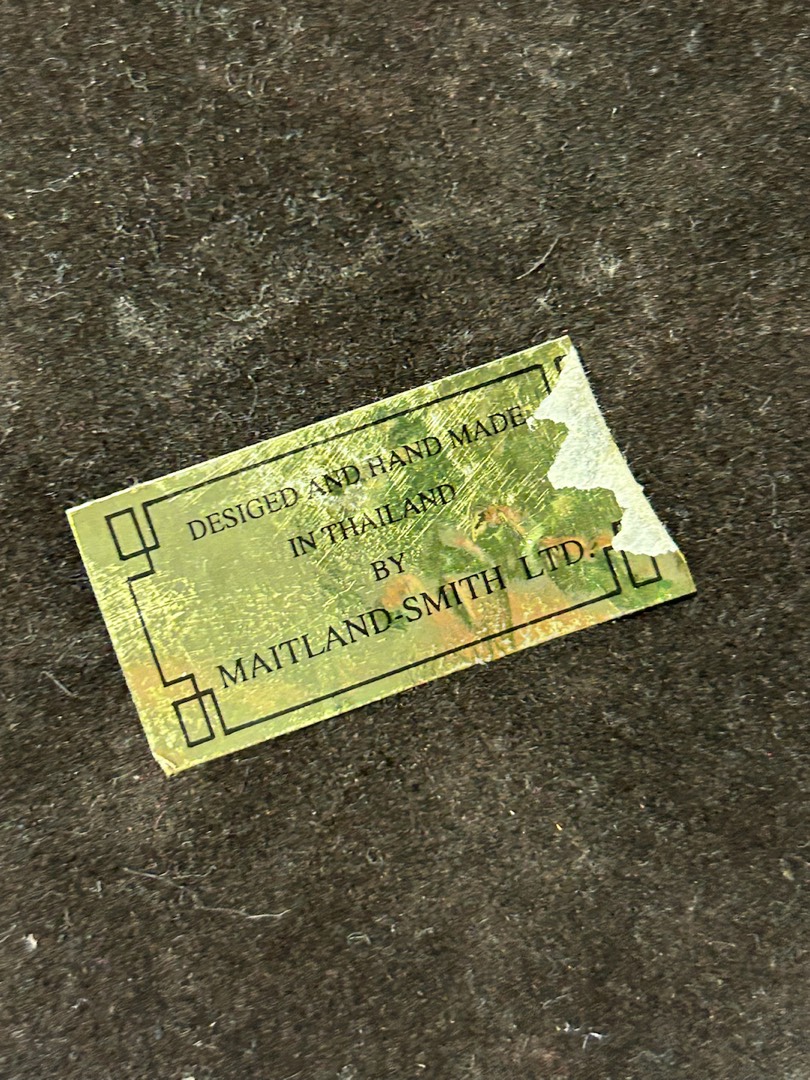 DESIGED AND HAND MADE
IN THAILAND
BY
MAITLAND-SMITH LTD.